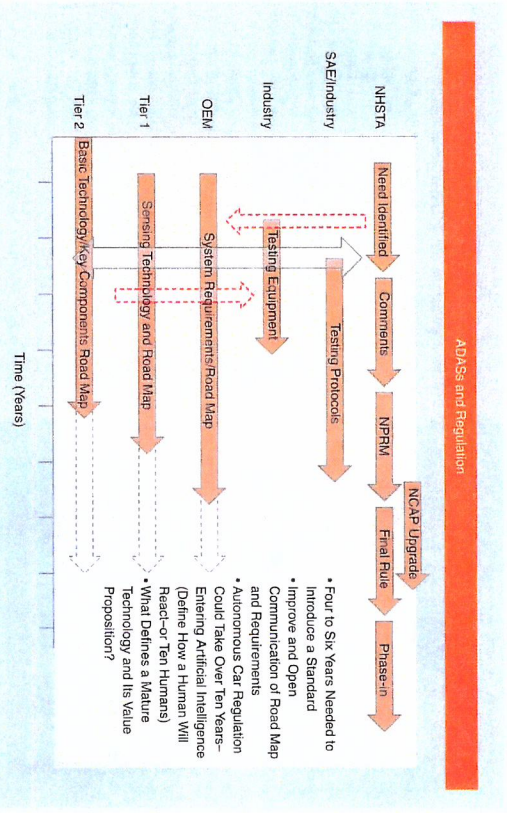 ADASs and Regulation
NHSTA
Need Identified
Comments
NPRM
NCAP Upgrade
Final Rule
Phase-in
SAE/Industry
Testing Protocols
Industry
Testing Equipment
OEM
System Requirements/Road Map
Tier 1
Sensing Technology and Road Map
Tier 2
Basic Technology/Key Components Road Map
• Four to Six Years Needed to
Introduce a Standard
• Improve and Open
Communication of Road Map
and Requirements
• Autonomous Car Regulation
Could Take Over Ten Years–
Entering Artificial Intelligence
(Define How a Human Will
React–or Ten Humans)
• What Defines a Mature
Technology and Its Value
Proposition?
Time (Years)